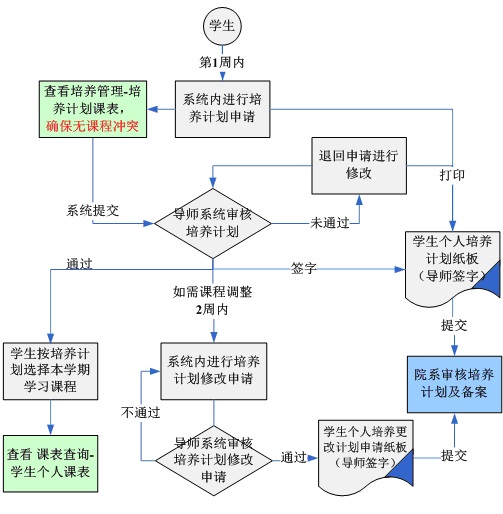 学生
第1周内
查看培养管理-培
养计划课表，
确保无课程冲突
系统内进行培
养计划申请
退回申请进行
修改
打印
系统提交
导师系统审核
培养计划
未通过
学生个人培养
计划纸板
（导师签字）
通过
签字
如需课程调整
2周内
提交
学生按培养计
划选择本学期
学习课程
系统内进行培养
计划修改申请
院系审核培养
计划及备案
不通过
查看 课表查询-
学生个人课表
导师系统审核
培养计划修改
申请
通过
学生个人培养更
改计划申请纸板
（导师签字）
提交